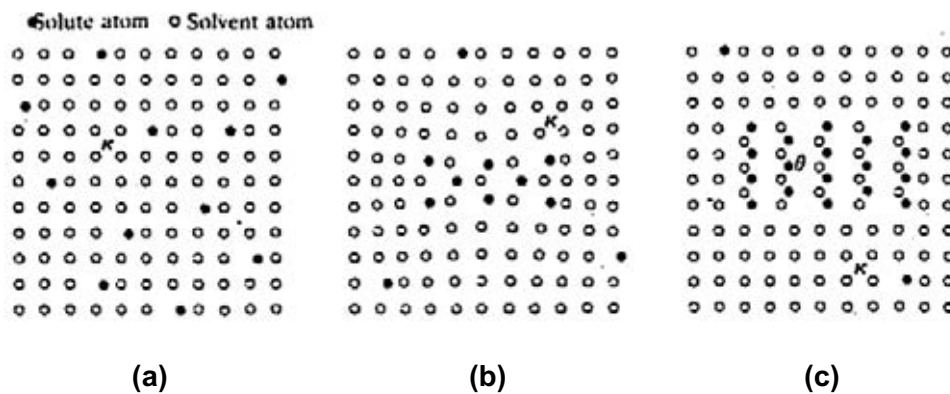 Solute atom Solvent atom
κ κ θ κ
(a) (b) (c)